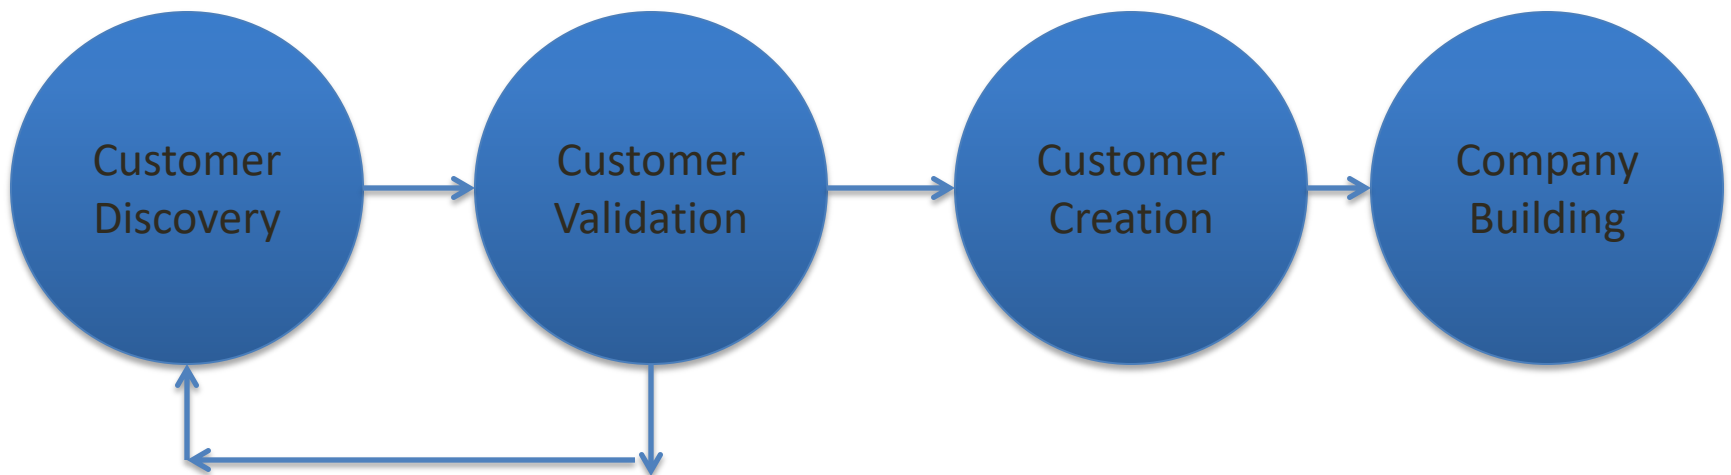 Customer
Discovery
Customer
Validation
Customer
Creation
Company
Building